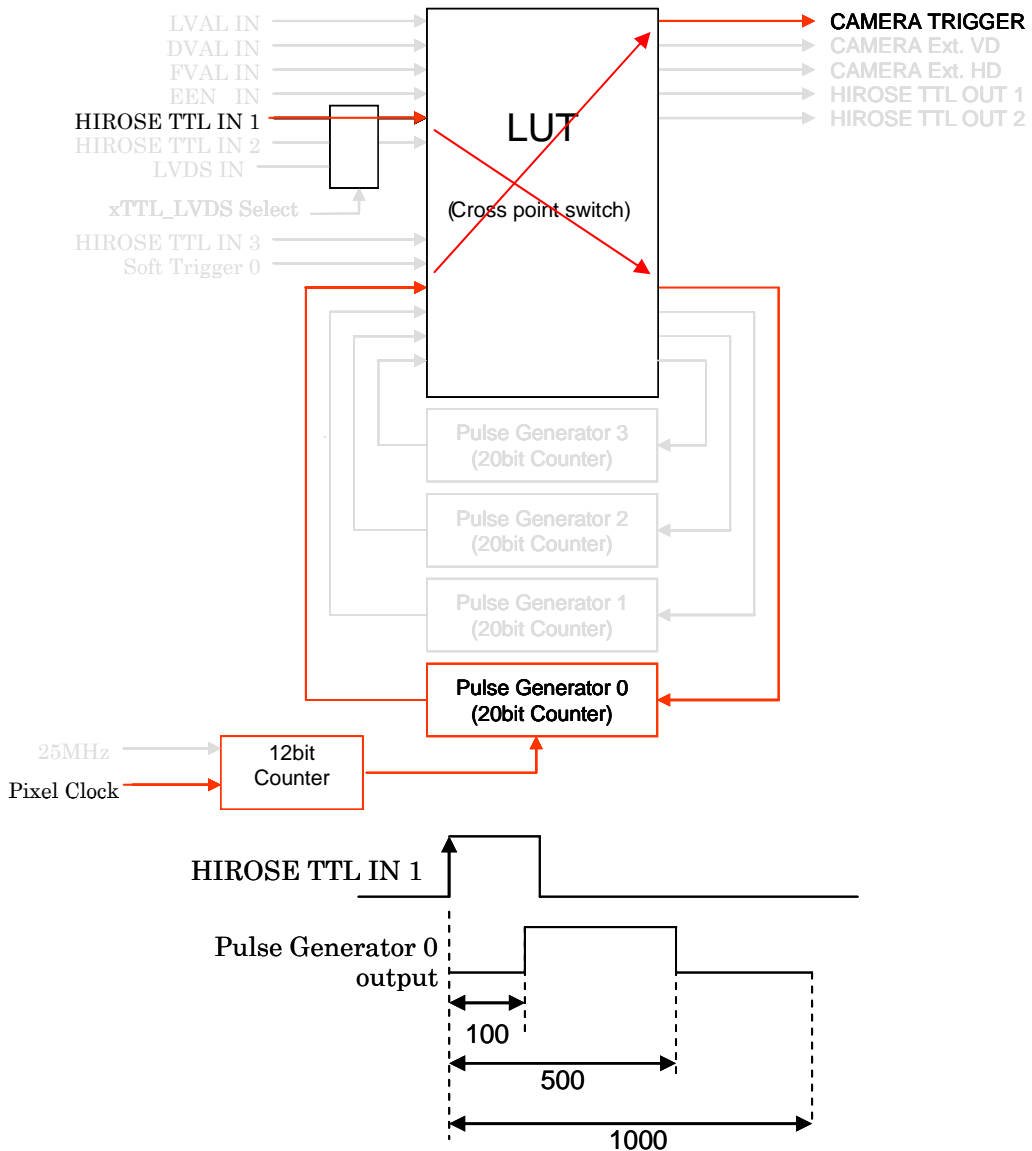 LVAL IN
DVAL IN
FVAL IN
EEN IN
HIROSE TTL IN 1
HIROSE TTL IN 2
LVDS IN
xTTL_LVDS Select
HIROSE TTL IN 3
Soft Trigger 0
LUT
(Cross point switch)
CAMERA TRIGGER
CAMERA Ext. VD
CAMERA Ext. HD
HIROSE TTL OUT 1
HIROSE TTL OUT 2
Pulse Generator 3
(20bit Counter)
Pulse Generator 2
(20bit Counter)
Pulse Generator 1
(20bit Counter)
Pulse Generator 0
(20bit Counter)
25MHz
Pixel Clock
12bit
Counter
HIROSE TTL IN 1
Pulse Generator 0
output
100
500
1000